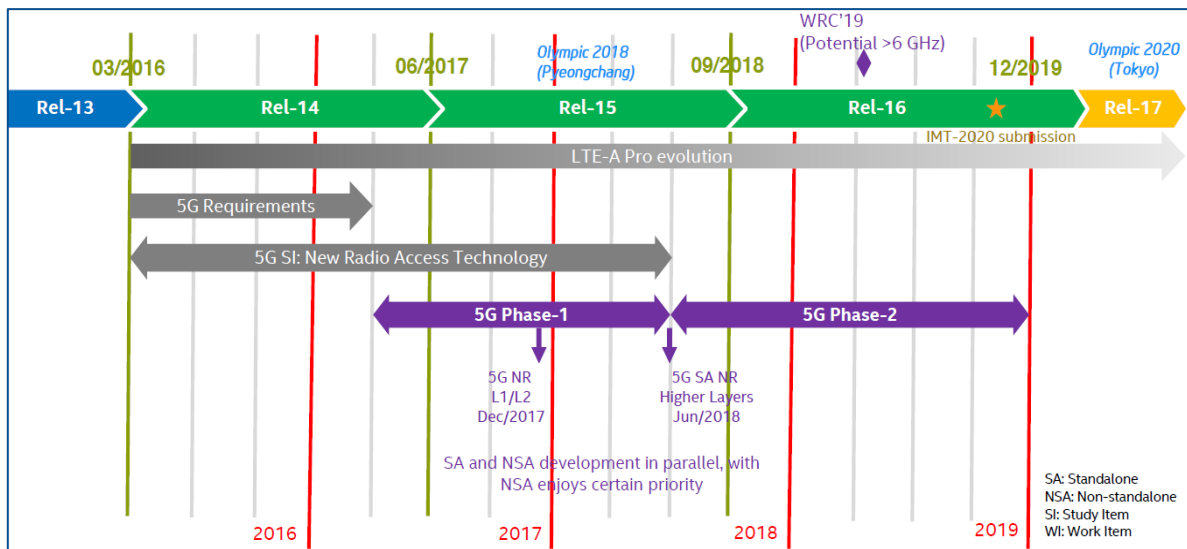 WRC'19
(Potential >6 GHz)
Olympic 2018
(Pyeongchang)
Olympic 2020
(Tokyo)
03/2016
06/2017
09/2018
12/2019
Rel-13
Rel-14
Rel-15
Rel-16
Rel-17
IMT-2020 submission
LTE-A Pro evolution
5G Requirements
5G SI: New Radio Access Technology
5G Phase-1
5G Phase-2
5G NR
L1/L2
Dec/2017
5G SA NR
Higher Layers
Jun/2018
SA and NSA development in parallel, with
NSA enjoys certain priority
SA: Standalone
NSA: Non-standalone
SI: Study Item
WI: Work Item
2016
2017
2018
2019